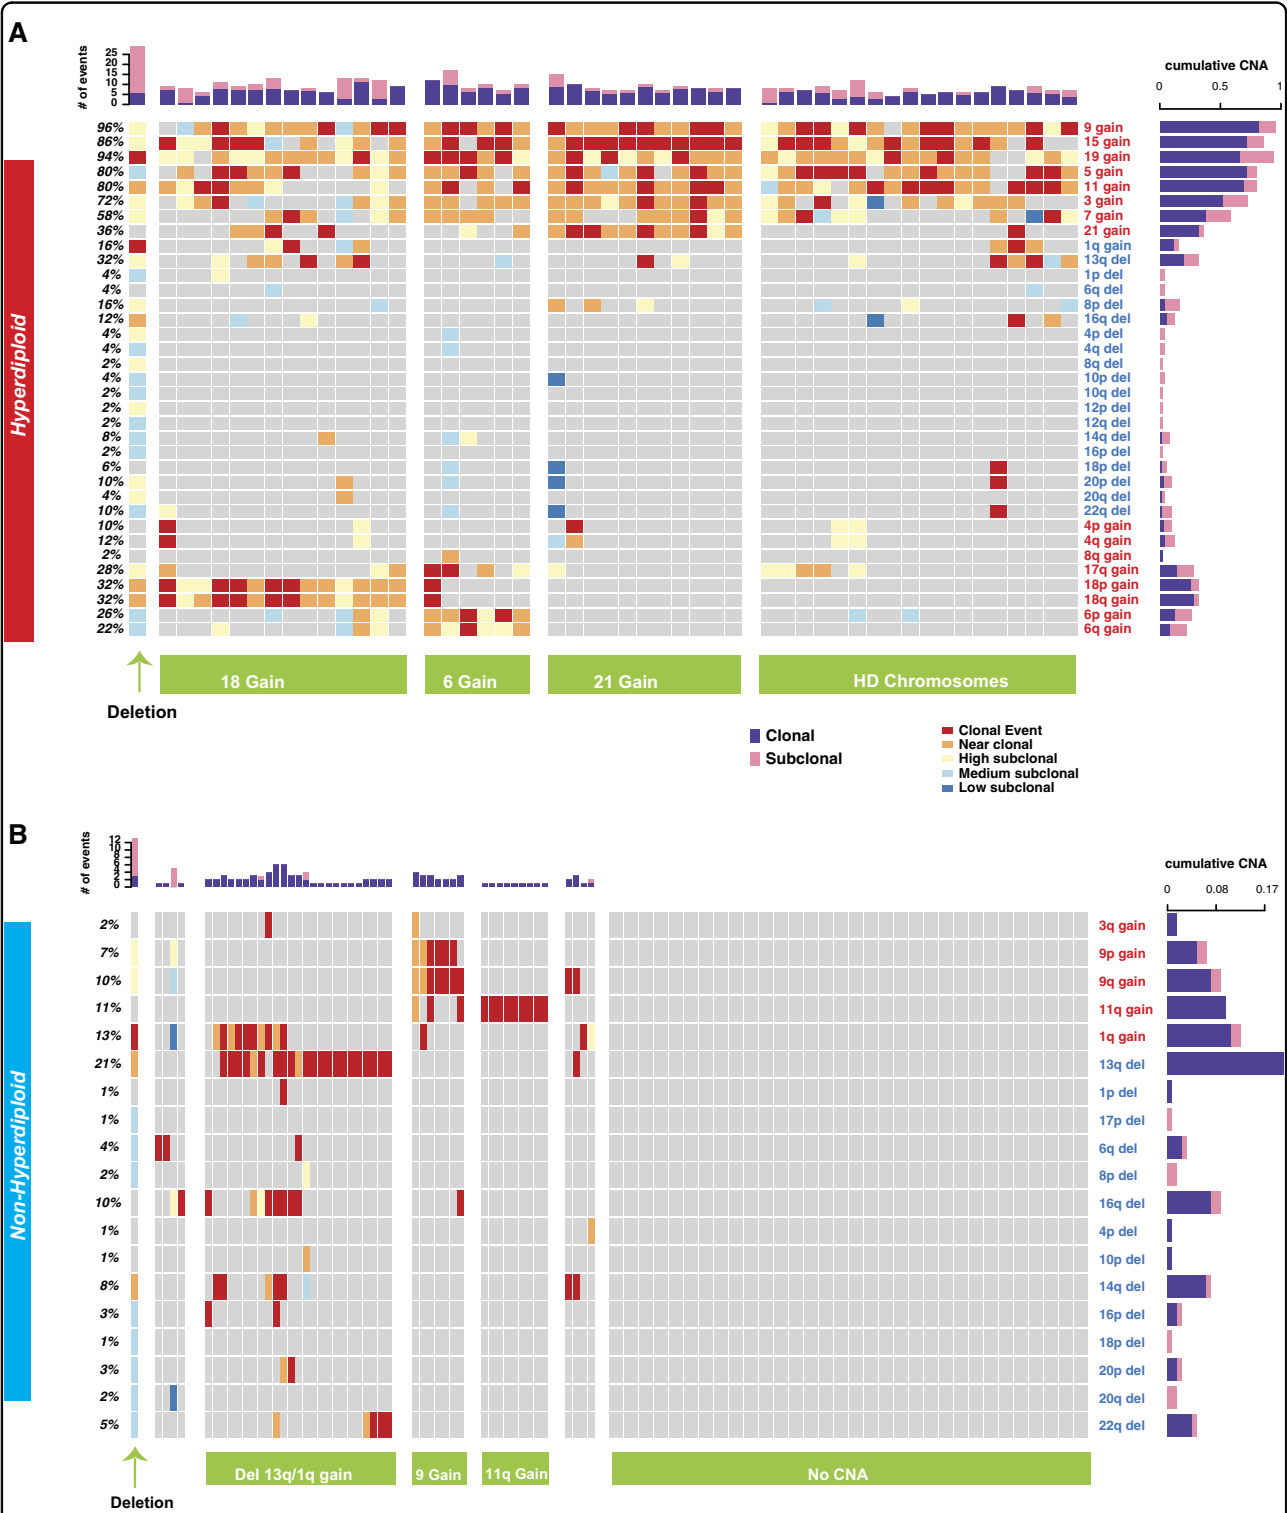 A
# of events
25
20
15
10
5
0
cumulative CNA
0 0.5 1
Hyperdiploid
96% 9 gain
86% 15 gain
94% 19 gain
80% 5 gain
80% 11 gain
72% 3 gain
58% 7 gain
36% 21 gain
16% 1q gain
32% 13q del
4% 1p del
4% 6q del
16% 8p del
12% 16q del
4% 4p del
4% 4q del
2% 8q del
4% 10p del
2% 10q del
2% 12p del
2% 12q del
8% 14q del
2% 16p del
6% 18p del
10% 20p del
4% 20q del
10% 22q del
10% 4p gain
12% 4q gain
2% 8q gain
28% 17q gain
32% 18p gain
32% 18q gain
26% 6p gain
22% 6q gain
18 Gain 6 Gain 21 Gain HD Chromosomes
Deletion
Clonal
Subclonal
Clonal Event
Near clonal
High subclonal
Medium subclonal
Low subclonal
B
# of events
12
10
8
6
4
2
0
cumulative CNA
0 0.08 0.17
Non-Hyperdiploid
2% 3q gain
7% 9p gain
10% 9q gain
11% 11q gain
13% 1q gain
21% 13q del
1% 1p del
1% 17p del
4% 6q del
2% 8p del
10% 16q del
1% 4p del
1% 10p del
8% 14q del
3% 16p del
1% 18p del
3% 20p del
2% 20q del
5% 22q del
Del 13q/1q gain 9 Gain 11q Gain No CNA
Deletion